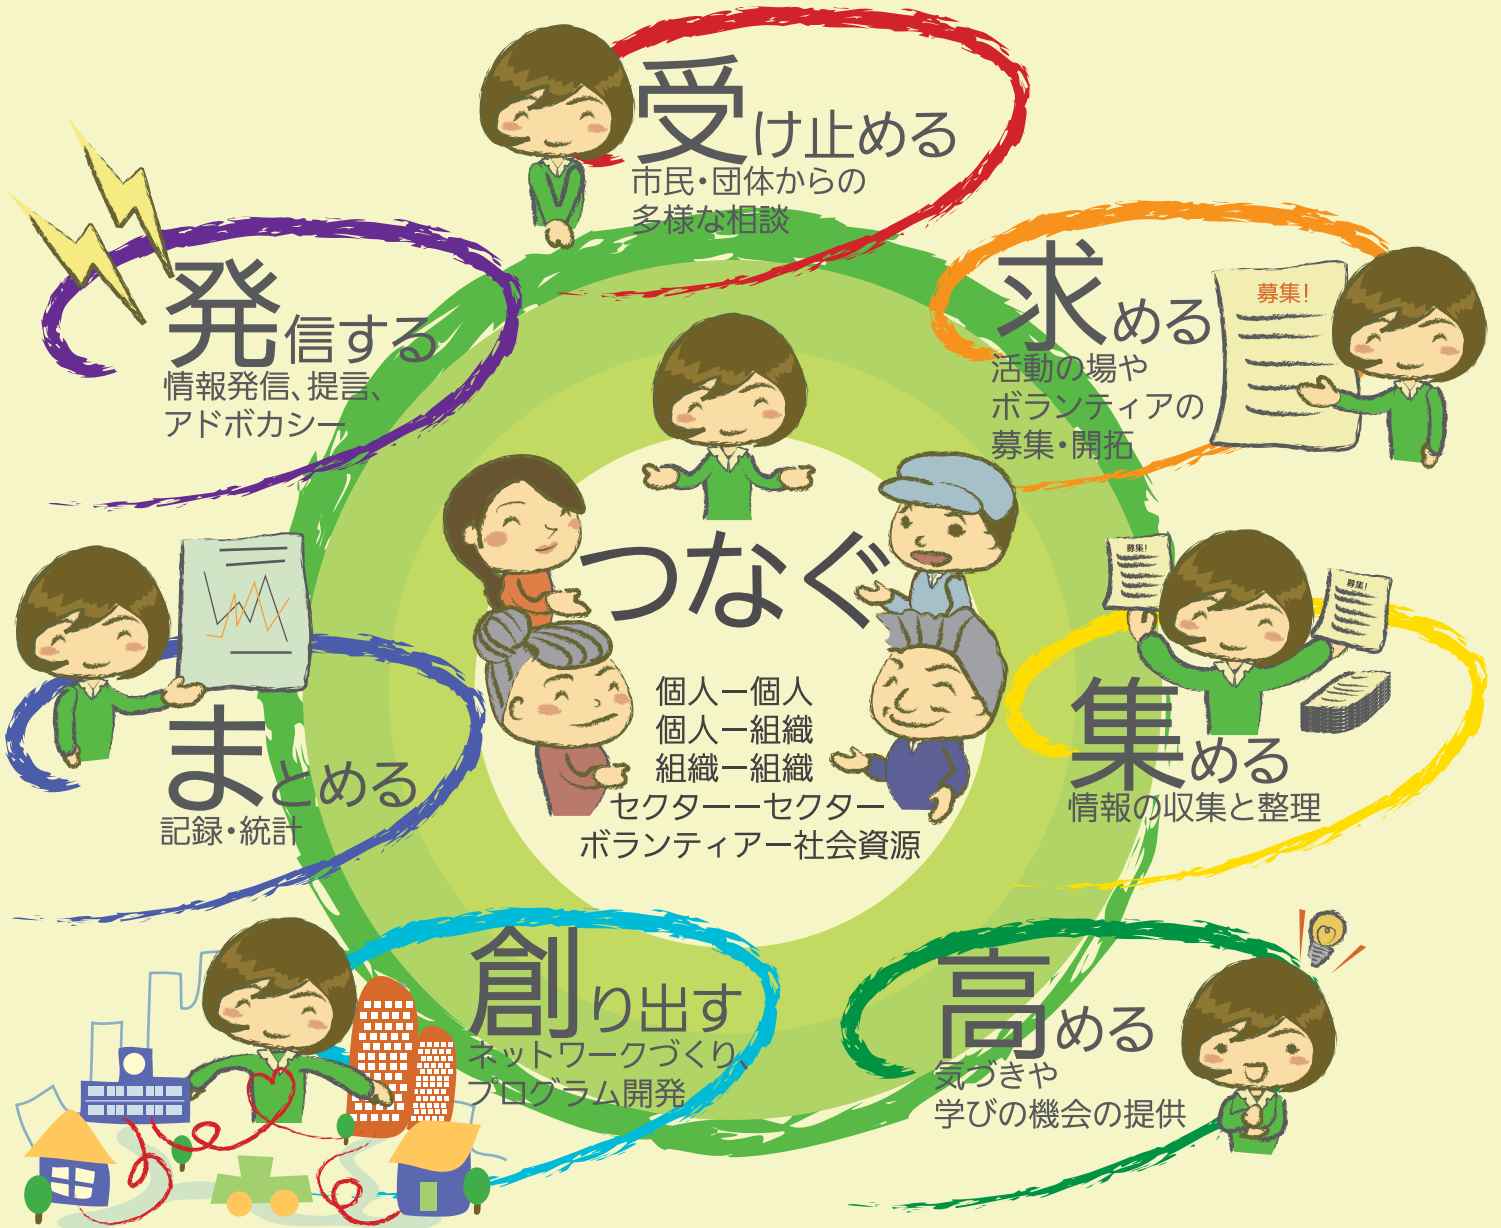 受け止める
市民・団体からの
多様な相談
求める
活動の場や
ボランティアの
募集・開拓
募集！
発信する
情報発信、提言、
アドボカシー
つなぐ
個人ー個人
個人ー組織
組織ー組織
セクターーセクター
ボランティアー社会資源
募集！
募集！
集める
情報の収集と整理
まとめる
記録・統計
創り出す
ネットワークづくり、
プログラム開発
高める
気づきや
学びの機会の提供